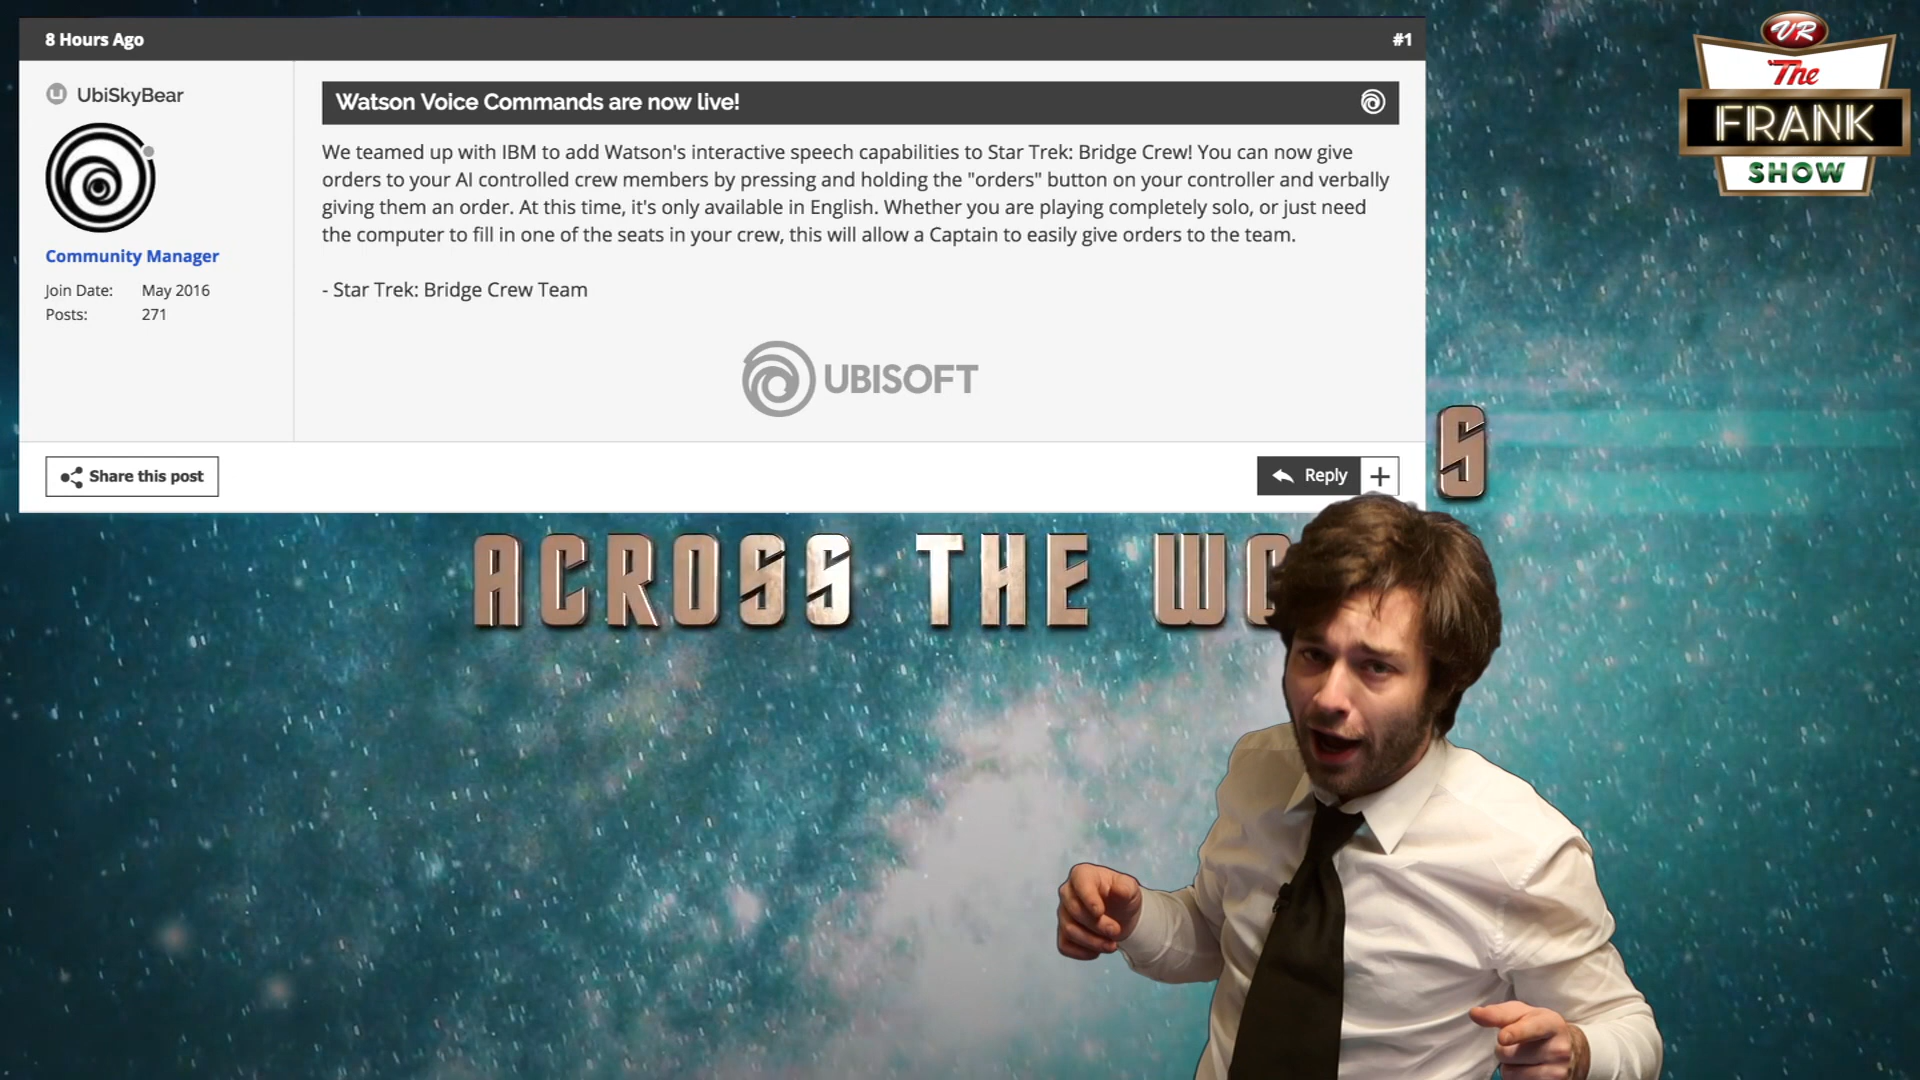 8 Hours Ago
#1
UbiSkyBear
Community Manager
Join Date: May 2016
Posts: 271
Watson Voice Commands are now live!
We teamed up with IBM to add Watson's interactive speech capabilities to Star Trek: Bridge Crew! You can now give
orders to your AI controlled crew members by pressing and holding the "orders" button on your controller and verbally
giving them an order. At this time, it's only available in English. Whether you are playing completely solo, or just need
the computer to fill in one of the seats in your crew, this will allow a Captain to easily give orders to the team.
- Star Trek: Bridge Crew Team
UBISOFT
Share this post
Reply +
VR
The
FRANK
SHOW
S
ACROSS THE WO